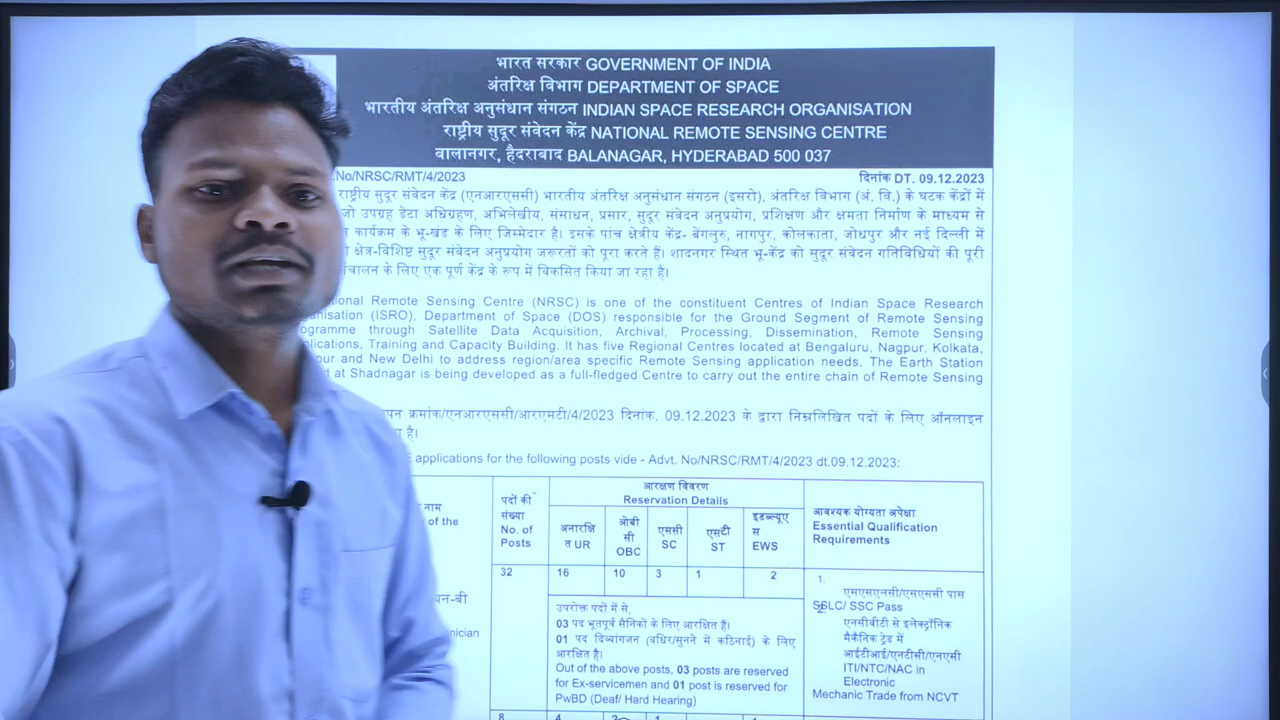 भारत सरकार GOVERNMENT OF INDIA
अंतरिक्ष विभाग DEPARTMENT OF SPACE
भारतीय अंतरिक्ष अनुसंधान संगठन INDIAN SPACE RESEARCH ORGANISATION
राष्ट्रीय सुदूर संवेदन केंद्र NATIONAL REMOTE SENSING CENTRE
बालानगर, हैदराबाद BALANAGAR, HYDERABAD 500 037
No/NRSC/RMT/4/2023 दिनांक DT. 09.12.2023
राष्ट्रीय सुदूर संवेदन केंद्र (एनआरएससी) भारतीय अंतरिक्ष अनुसंधान संगठन (इसरो), अंतरिक्ष विभाग (अं. वि.) के घटक केंद्रों में
जो उपग्रह डेटा अधिग्रहण, अभिलेखीय, संसाधन, प्रसार, सुदूर संवेदन अनुप्रयोग, प्रशिक्षण और क्षमता निर्माण के माध्यम से
कार्यक्रम के भू-खंड के लिए जिम्मेदार है। इसके पांच क्षेत्रीय केंद्र- बेंगलुरु, नागपुर, कोलकाता, जोधपुर और नई दिल्ली में
क्षेत्र-विशिष्ट सुदूर संवेदन अनुप्रयोग जरूरतों को पूरा करते हैं। शादनगर स्थित भू-केंद्र को सुदूर संवेदन गतिविधियों की पूरी
के लिए एक पूर्ण केंद्र के रूप में विकसित किया जा रहा है।
Remote Sensing Centre (NRSC) is one of the constituent Centres of Indian Space Research
(ISRO), Department of Space (DOS) responsible for the Ground Segment of Remote Sensing
through Satellite Data Acquisition, Archival, Processing, Dissemination, Remote Sensing
Training and Capacity Building. It has five Regional Centres located at Bengaluru, Nagpur, Kolkata,
and New Delhi to address region/area specific Remote Sensing application needs. The Earth Station
at Shadnagar is being developed as a full-fledged Centre to carry out the entire chain of Remote Sensing
क्रमांक/एनआरएससी/आरएमटी/4/2023 दिनांक. 09.12.2023 के द्वारा निम्नलिखित पदों के लिए ऑनलाइन
है।
applications for the following posts vide - Advt. No/NRSC/RMT/4/2023 dt.09.12.2023:
नाम
of the
पदों की
संख्या
No. of
Posts
आरक्षण विवरण
Reservation Details
अनारक्षि
त UR
ओबी
सी
OBC
एससी
SC
एसटी
ST
इडब्ल्यूए
स
EWS
आवश्यक योग्यता अपेक्षा
Essential Qualification
Requirements
32 16 10 3 1 2
उपरोक्त पदों में से,
03 पद भूतपूर्व सैनिकों के लिए आरक्षित हैं।
01 पद दिव्यांगजन (बधिर/सुनने में कठिनाई) के लिए
आरक्षित है।
Out of the above posts, 03 posts are reserved
for Ex-servicemen and 01 post is reserved for
PwBD (Deaf/ Hard Hearing)
1.
एसएसएलसी/एसएससी पास
SSLC/ SSC Pass
2.
एनसीवीटी से इलेक्ट्रॉनिक
मैकैनिक ट्रेड में
आईटीआई/एनटीसी/एनएसी
ITI/NTC/NAC in
Electronic
Mechanic Trade from NCVT
8 4